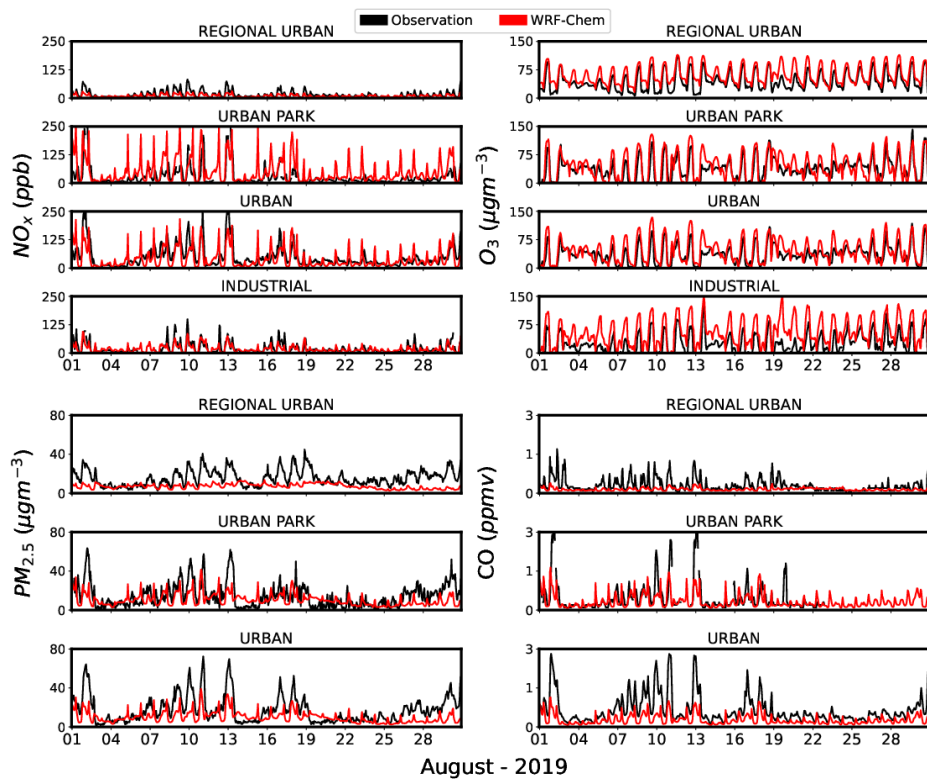 Observation WRF-Chem
REGIONAL URBAN
250
125
0
URBAN PARK
250
125
0
URBAN
250
125
0
INDUSTRIAL
250
125
0
01 04 07 10 13 16 19 22 25 28
NOₓ (ppb)
REGIONAL URBAN
150
75
0
URBAN PARK
150
75
0
URBAN
150
75
0
INDUSTRIAL
150
75
0
01 04 07 10 13 16 19 22 25 28
O₃ (µgm⁻³)
REGIONAL URBAN
80
40
0
URBAN PARK
80
40
0
URBAN
80
40
0
01 04 07 10 13 16 19 22 25 28
PM₂.₅ (µgm⁻³)
REGIONAL URBAN
3
1
0
URBAN PARK
3
1
0
URBAN
3
1
0
01 04 07 10 13 16 19 22 25 28
CO (ppmv)
August - 2019